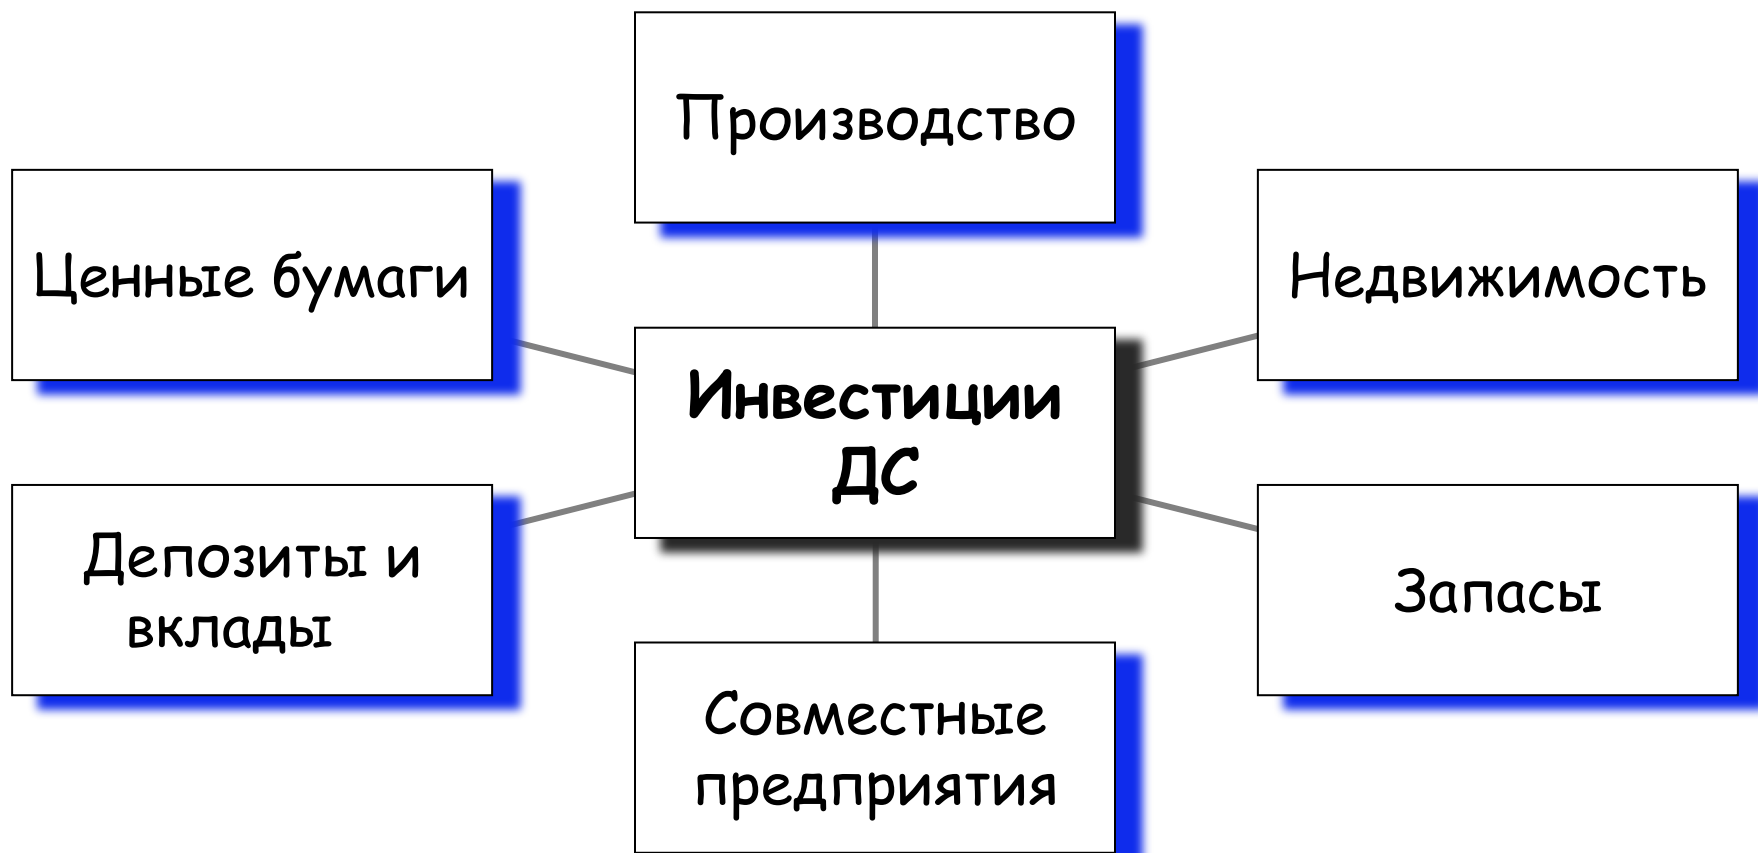 Производство
Ценные бумаги
Недвижимость
Инвестиции
ДС
Депозиты и
вклады
Запасы
Совместные
предприятия